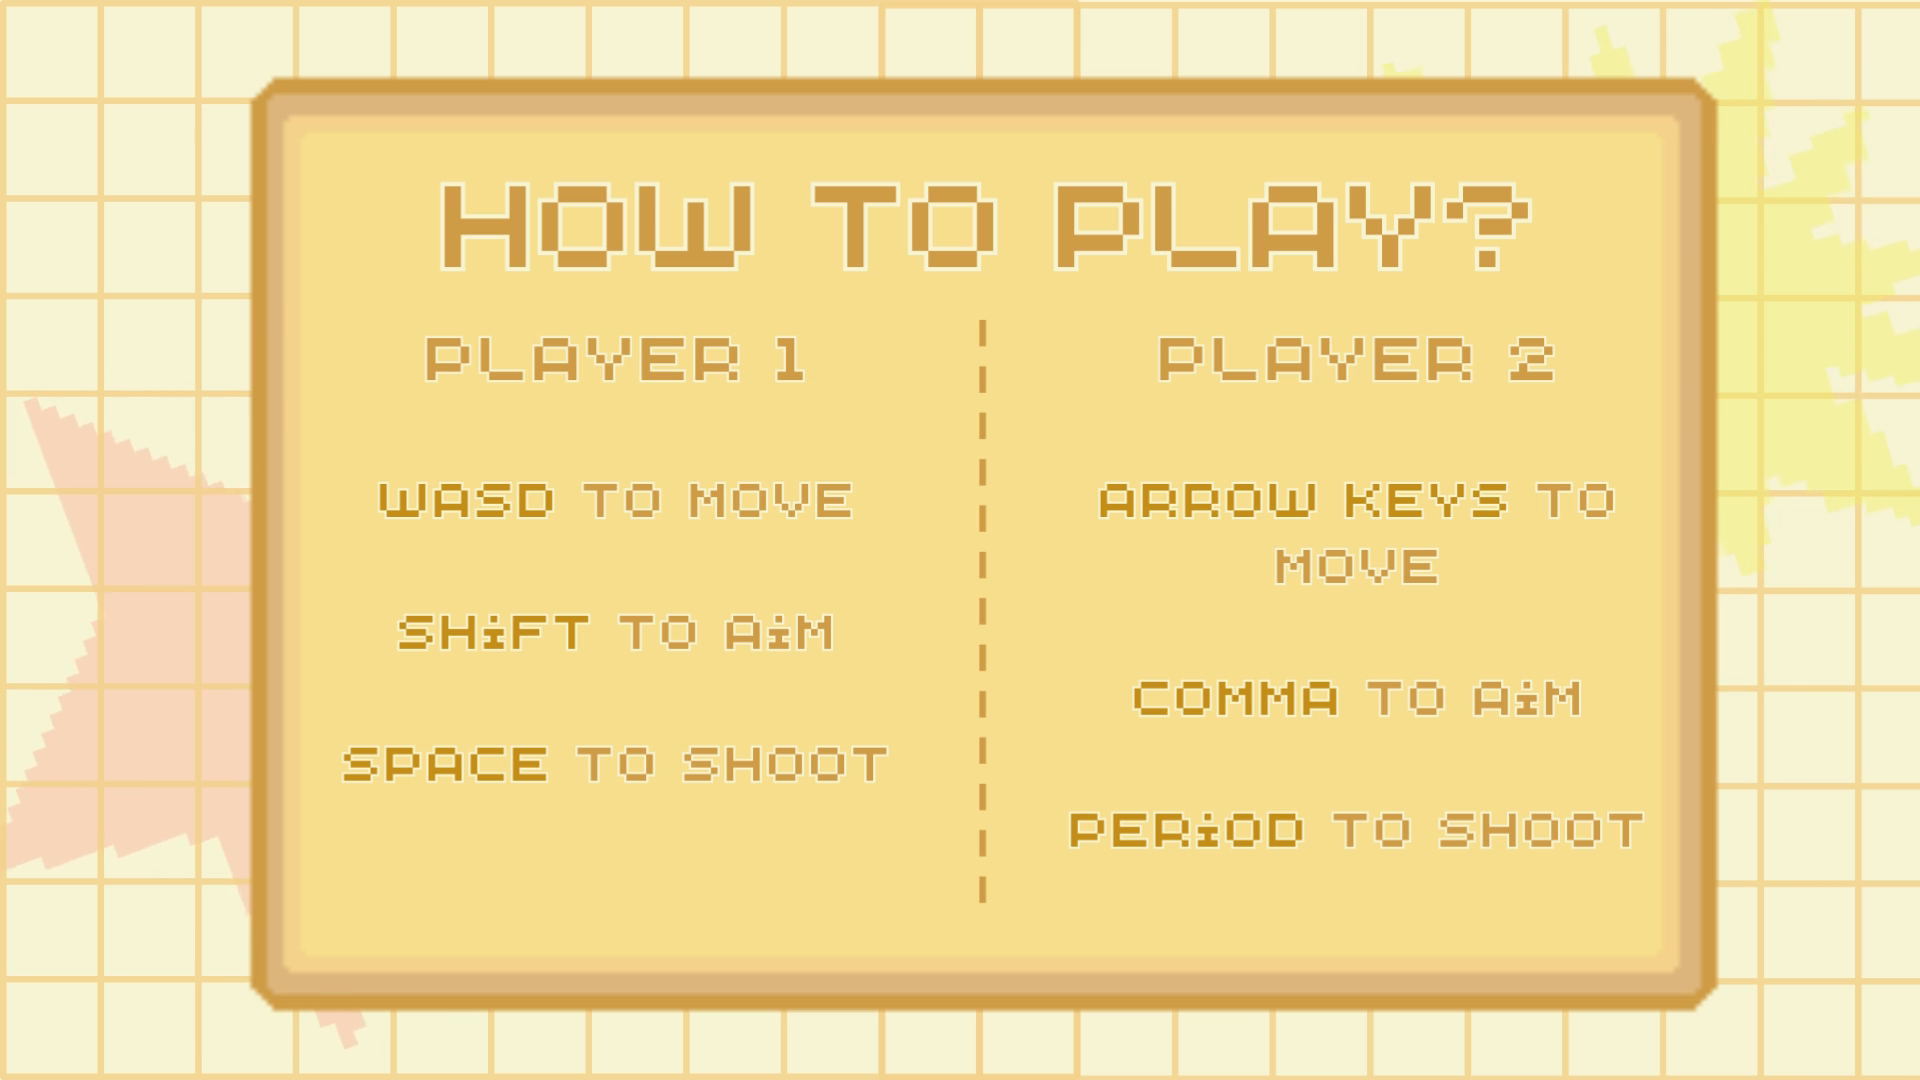 HOW TO PLAY?
PLAYER 1
WASD TO MOVE
SHiFT TO AiM
SPACE TO SHOOT
PLAYER 2
ARROW KEYS TO
MOVE
COMMA TO AiM
PERiOD TO SHOOT